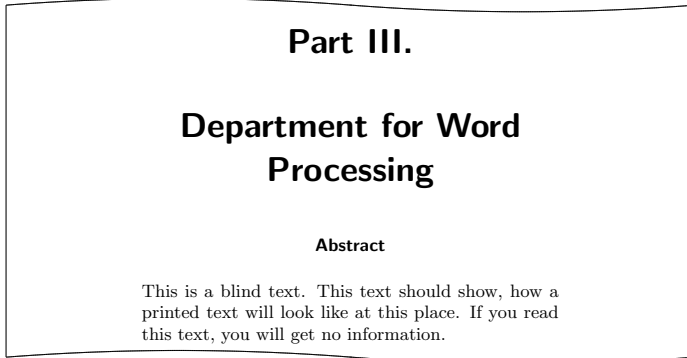 Part III.
Department for Word
Processing
Abstract
This is a blind text. This text should show, how a
printed text will look like at this place. If you read
this text, you will get no information.